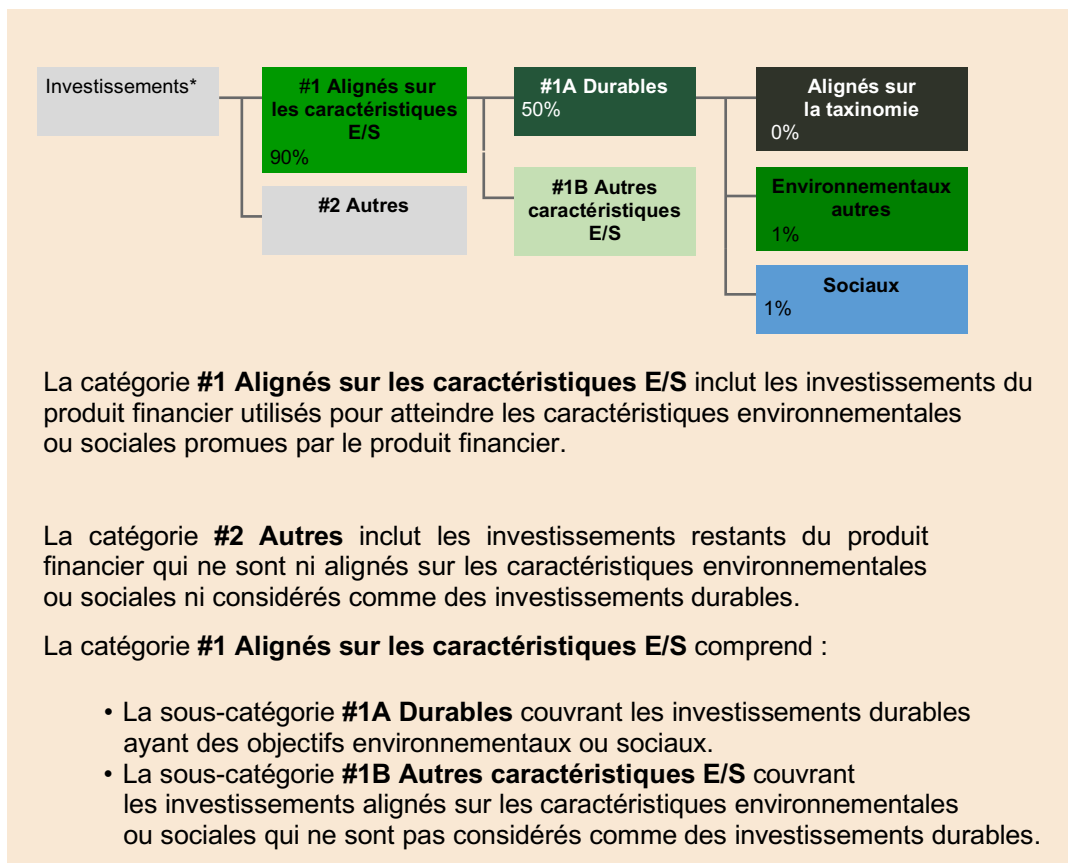 Investissements*
#1 Alignés sur
les caractéristiques
E/S
90%
#2 Autres
#1A Durables
50%
#1B Autres
caractéristiques
E/S
Alignés sur
la taxinomie
0%
Environnementaux
autres
1%
Sociaux
1%
La catégorie #1 Alignés sur les caractéristiques E/S inclut les investissements du
produit financier utilisés pour atteindre les caractéristiques environnementales
ou sociales promues par le produit financier.
La catégorie #2 Autres inclut les investissements restants du produit
financier qui ne sont ni alignés sur les caractéristiques environnementales
ou sociales ni considérés comme des investissements durables.
La catégorie #1 Alignés sur les caractéristiques E/S comprend :
• La sous-catégorie #1A Durables couvrant les investissements durables
ayant des objectifs environnementaux ou sociaux.
• La sous-catégorie #1B Autres caractéristiques E/S couvrant
les investissements alignés sur les caractéristiques environnementales
ou sociales qui ne sont pas considérés comme des investissements durables.